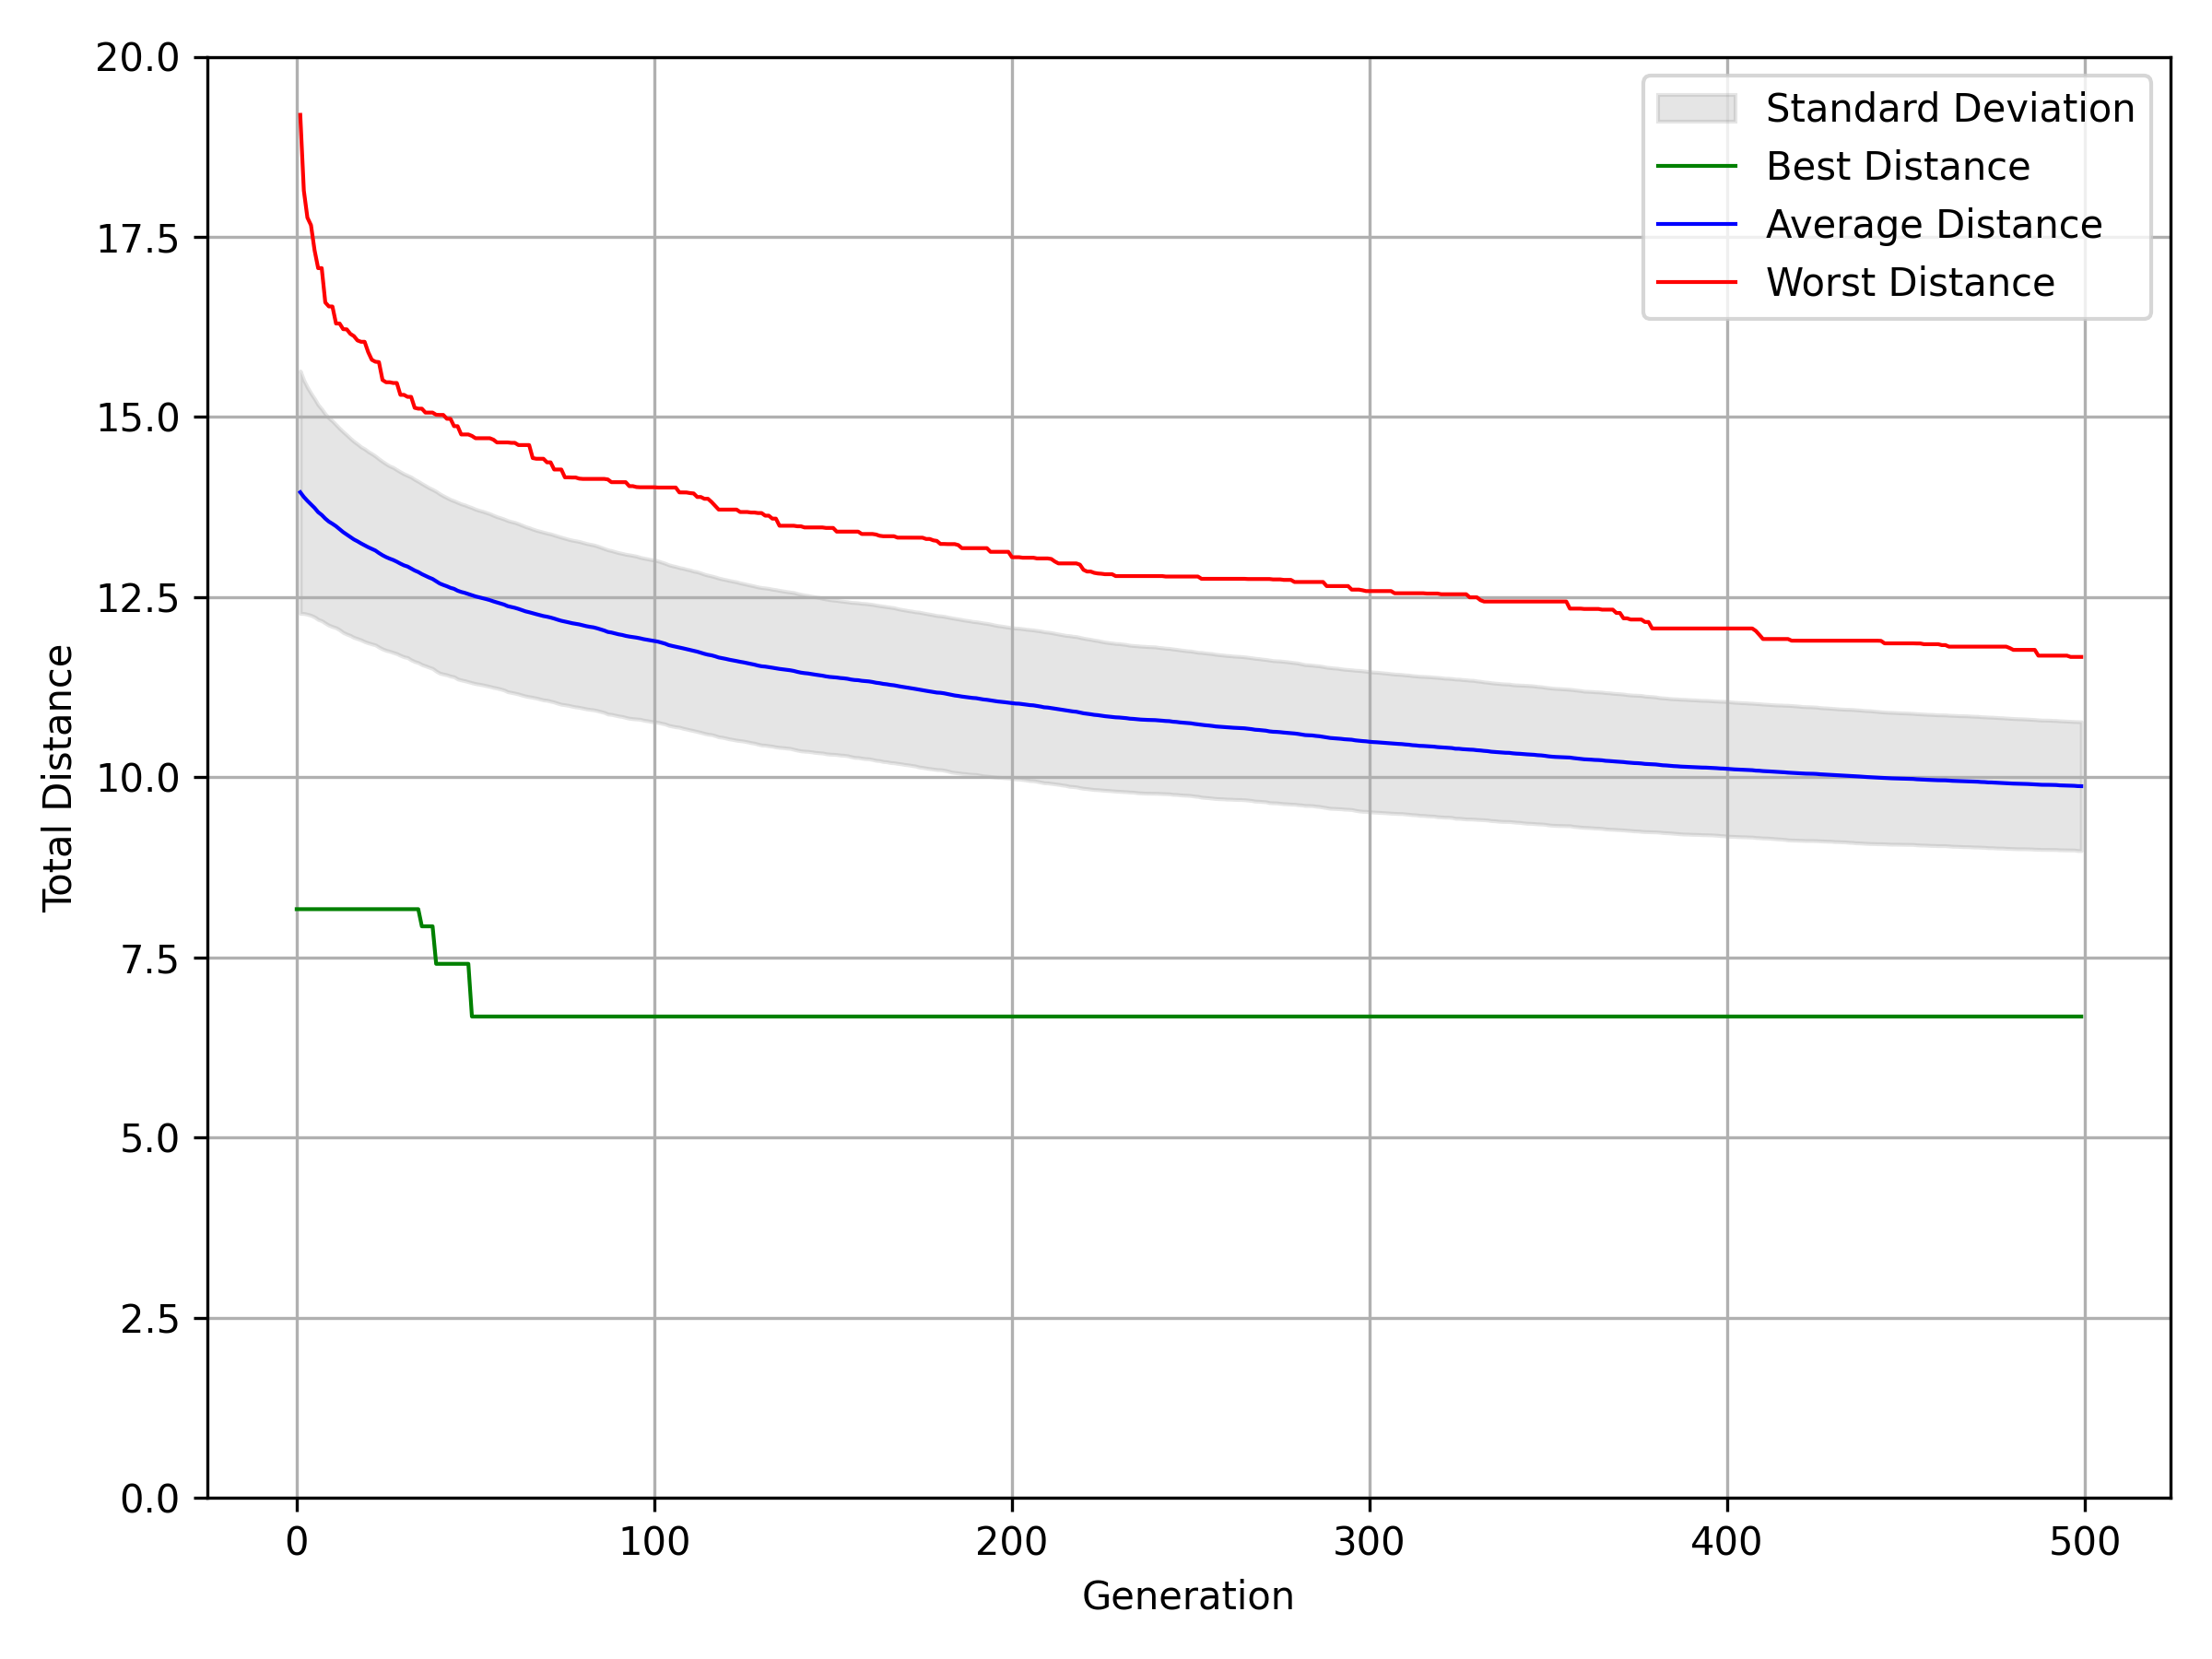 20.0
17.5
15.0
12.5
10.0
7.5
5.0
2.5
0.0
Total Distance
Standard Deviation
Best Distance
Average Distance
Worst Distance
0 100 200 300 400 500
Generation